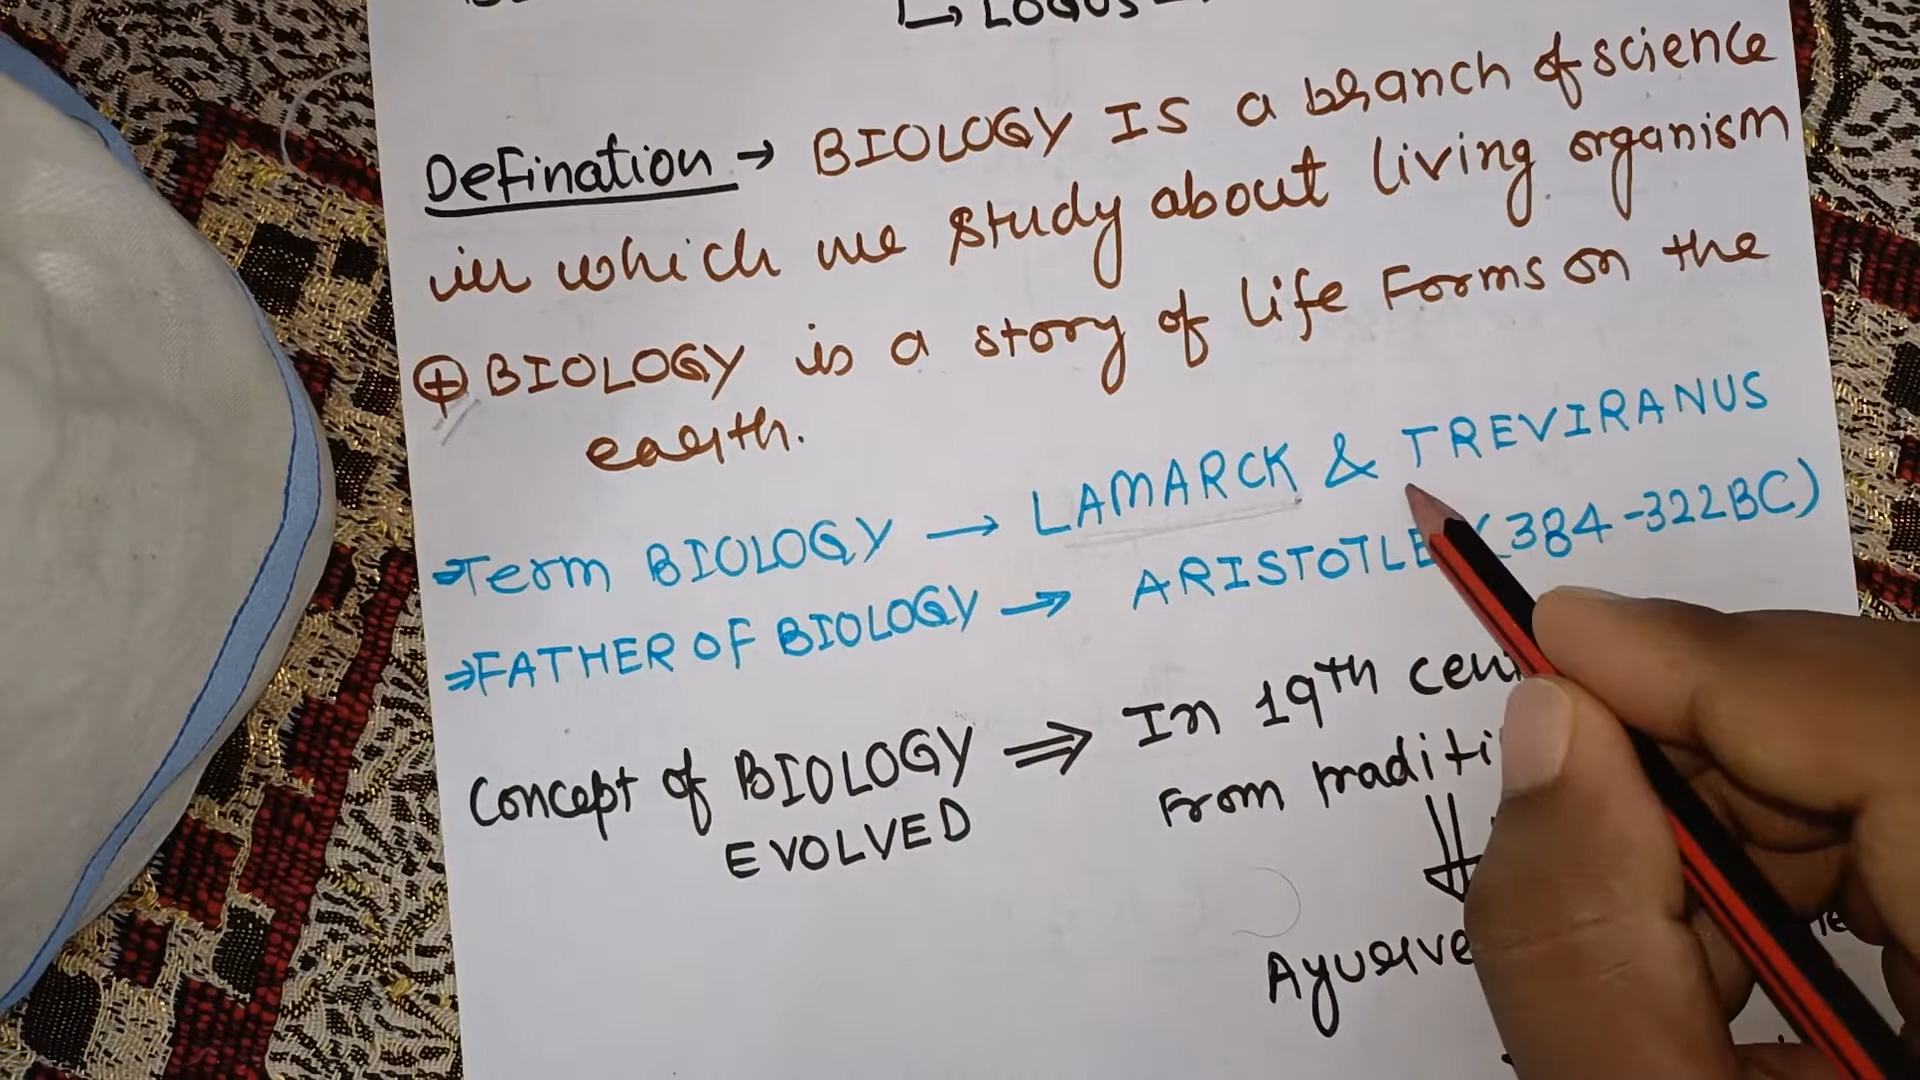 ↳ LOGUS
Defination → BIOLOGY IS a branch of science
in which we study about living organism
⊕ BIOLOGY is a story of life Forms on the
earth.
⇒ Term BIOLOGY → LAMARCK & TREVIRANUS
⇒ FATHER OF BIOLOGY → ARISTOTLE (384-322BC)
Concept of BIOLOGY ⇒ In 19th
EVOLVED
From